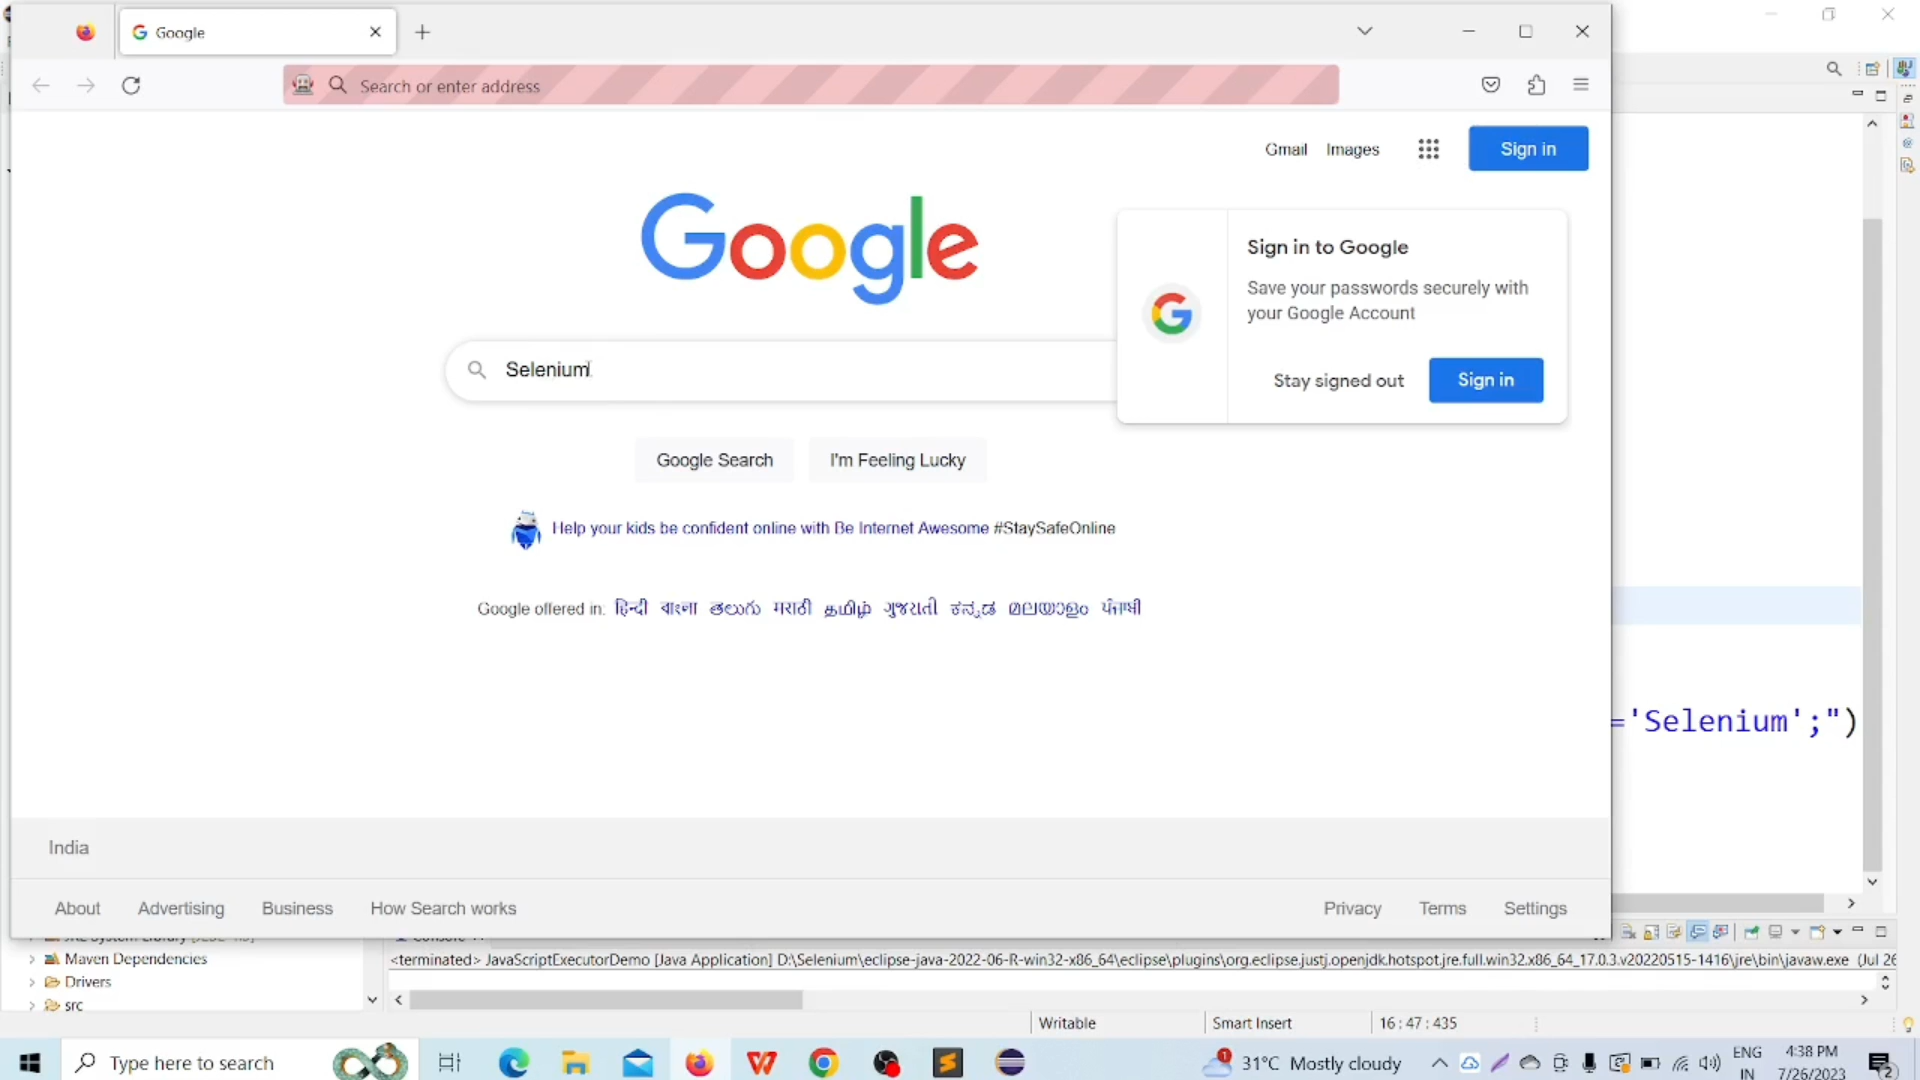 Google
Search or enter address
Gmail Images Sign in
Google
Sign in to Google
Save your passwords securely with
your Google Account
Stay signed out Sign in
Selenium
Google Search I'm Feeling Lucky
Help your kids be confident online with Be Internet Awesome #StaySafeOnline
Google offered in: हिन्दी বাংলা తెలుగు मराठी தமிழ் ગુજરાતી ಕನ್ನಡ മലയാളം ਪੰਜਾਬੀ
='Selenium';")
India
About Advertising Business How Search works Privacy Terms Settings
Maven Dependencies
Drivers
src
<terminated> JavaScriptExecutorDemo [Java Application] D:\Selenium\eclipse-java-2022-06-R-win32-x86_64\eclipse\plugins\org.eclipse.justj.openjdk.hotspot.jre.full.win32.x86_64_17.0.3.v20220515-1416\jre\bin\javaw.exe (Jul 26
Writable Smart Insert 16 : 47 : 435
Type here to search
1
31°C Mostly cloudy
ENG
IN
4:38 PM
7/26/2023
2